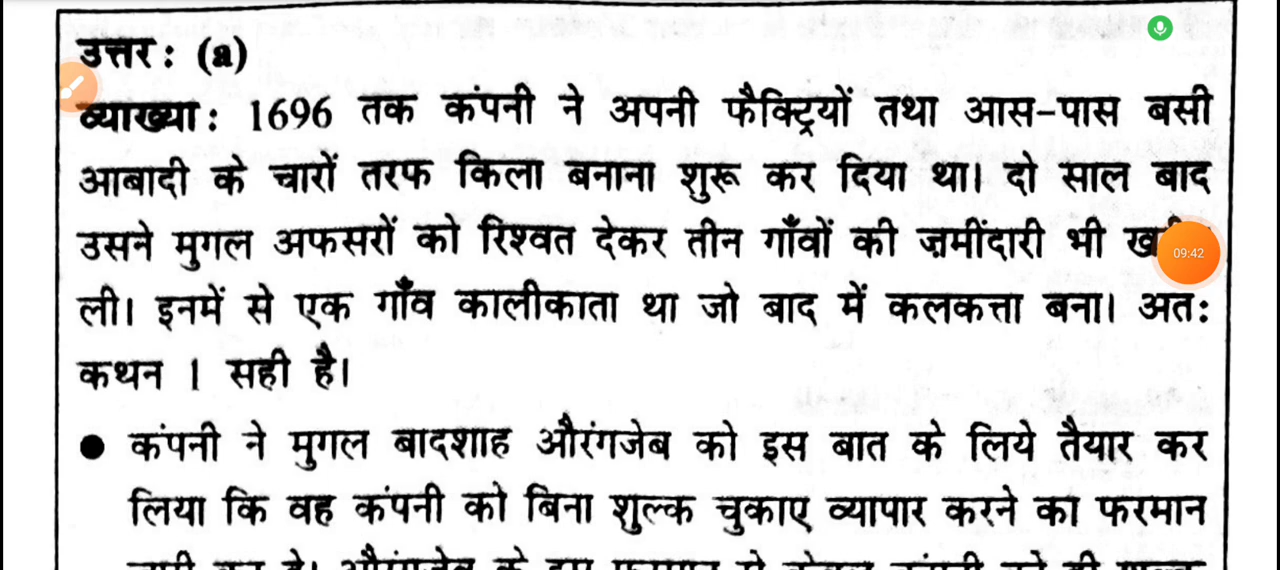 उत्तर: (a)
व्याख्या: 1696 तक कंपनी ने अपनी फैक्ट्रियों तथा आस-पास बसी
आबादी के चारों तरफ किला बनाना शुरू कर दिया था। दो साल बाद
उसने मुगल अफसरों को रिश्वत देकर तीन गाँवों की ज़मींदारी भी
09:42
ली। इनमें से एक गाँव कालीकाता था जो बाद में कलकत्ता बना। अतः
कथन 1 सही है।
● कंपनी ने मुगल बादशाह औरंगजेब को इस बात के लिये तैयार कर
लिया कि वह कंपनी को बिना शुल्क चुकाए व्यापार करने का फरमान